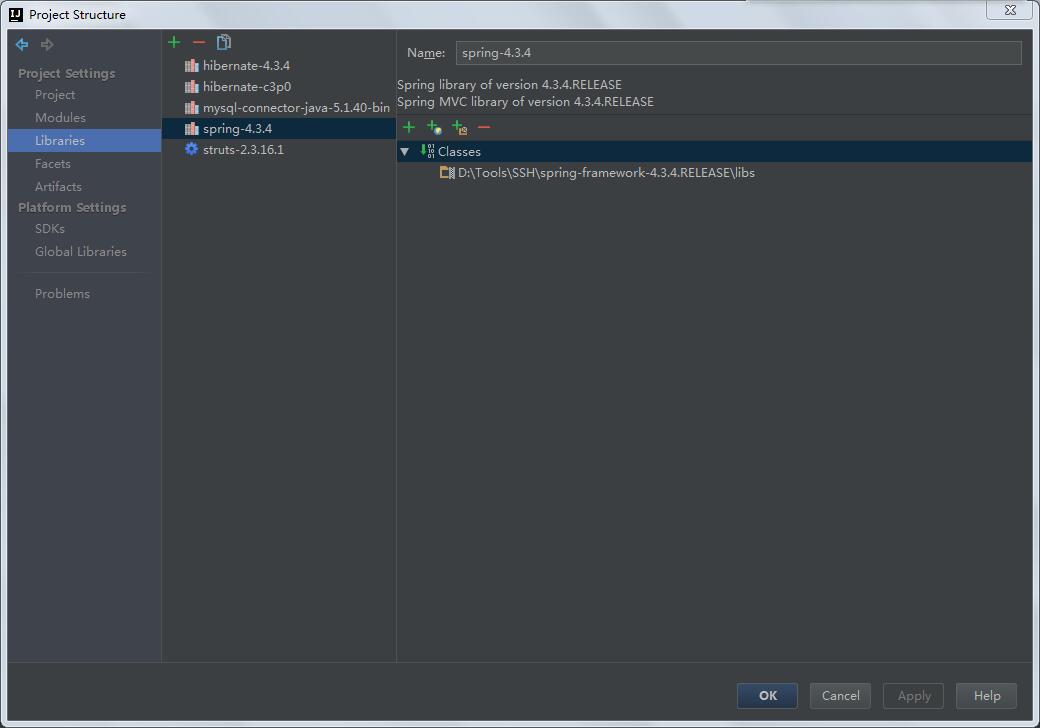 Project Structure
Project Settings
Project
Modules
Libraries
Facets
Artifacts
Platform Settings
SDKs
Global Libraries
Problems
hibernate-4.3.4
hibernate-c3p0
mysql-connector-java-5.1.40-bin
spring-4.3.4
struts-2.3.16.1
Name: spring-4.3.4
Spring library of version 4.3.4.RELEASE
Spring MVC library of version 4.3.4.RELEASE
Classes
D:\Tools\SSH\spring-framework-4.3.4.RELEASE\libs
OK Cancel Apply Help